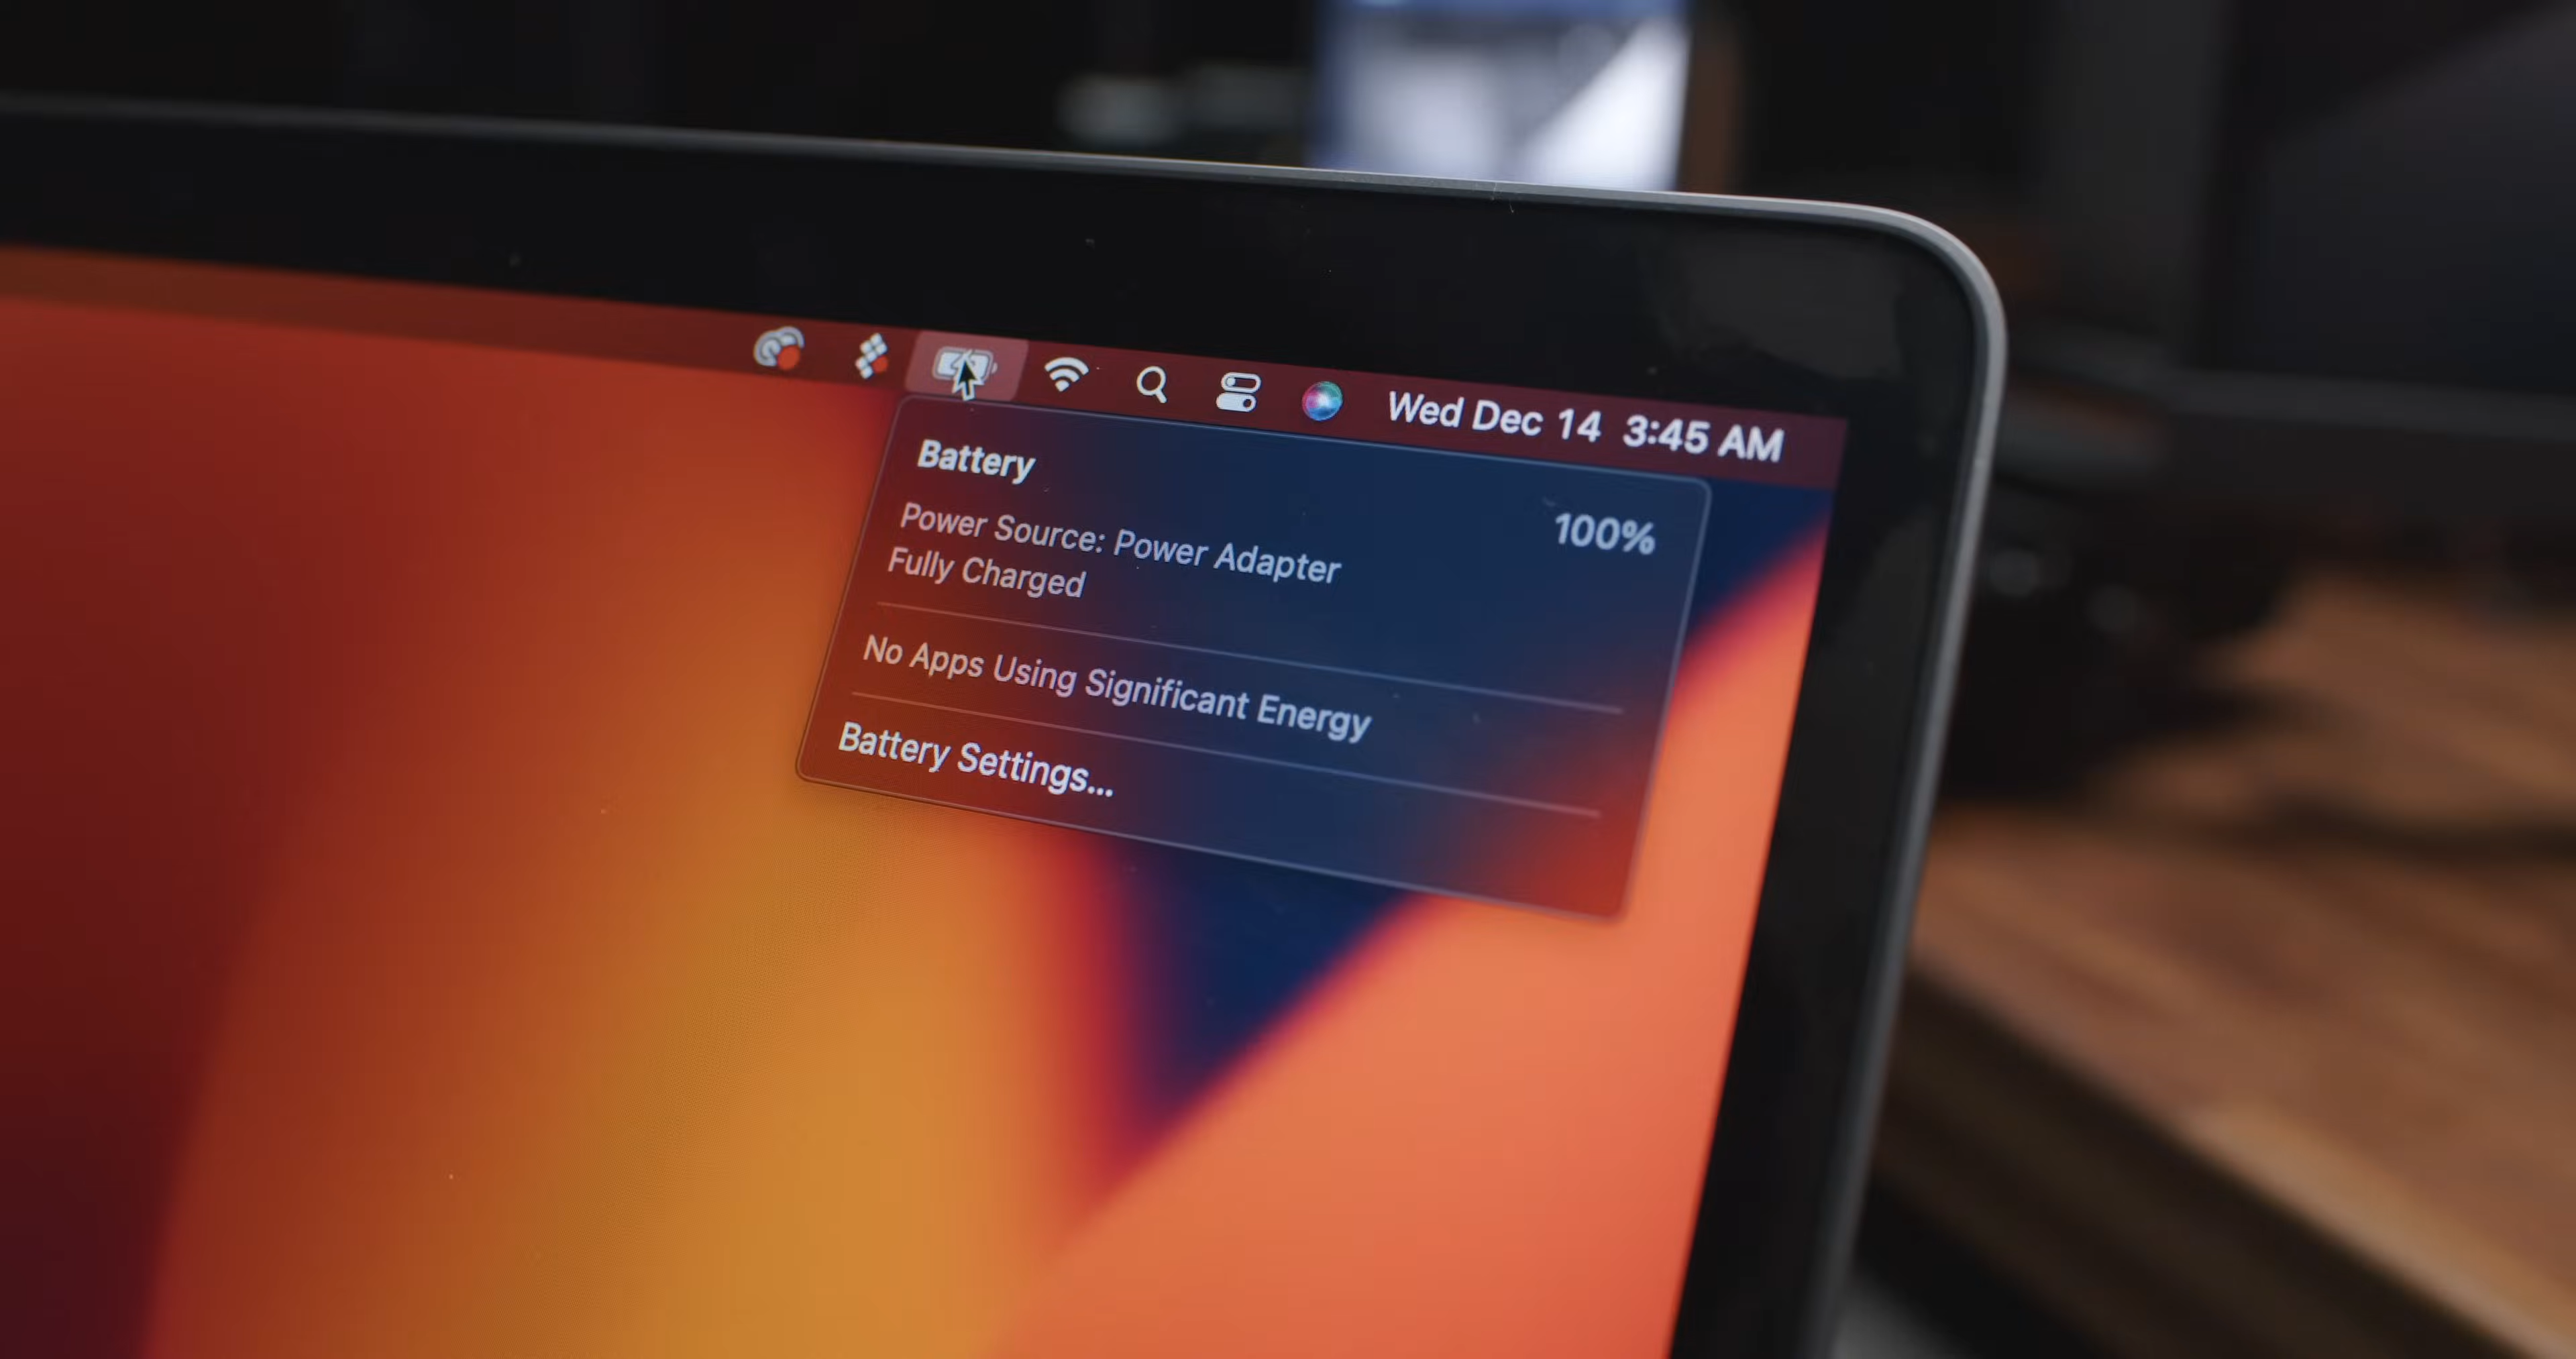 Wed Dec 14 3:45 AM
Battery
100%
Power Source: Power Adapter
Fully Charged
No Apps Using Significant Energy
Battery Settings...